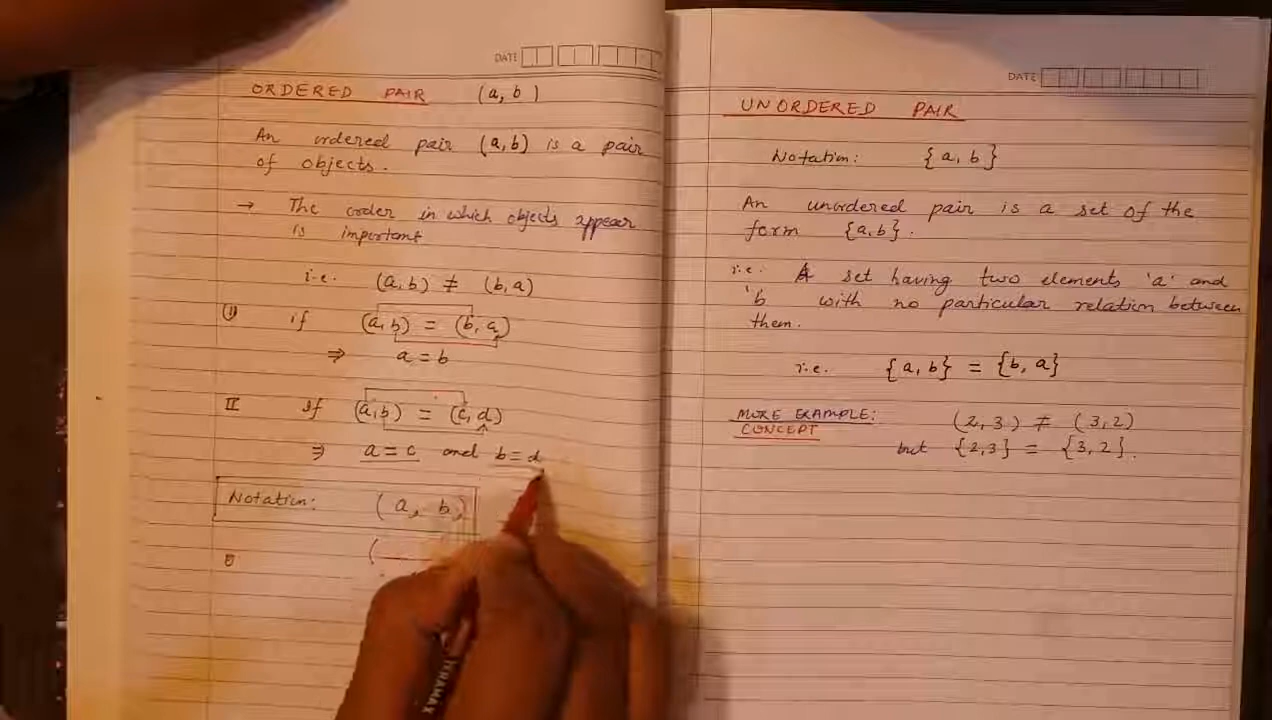 DATE
ORDERED PAIR (a, b)
An ordered pair (a, b) is a pair
of objects.
→ The order in which objects appear
is important
i.e. (a, b) ≠ (b, a)
(I) if (a, b) = (b, a)
⇒ a = b
II If (a, b) = (c, d)
⇒ a = c and b = d
Notation: (a, b)
(
DATE
UNORDERED PAIR
Notation: { a, b }
An unordered pair is a set of the
form {a, b}.
i.e. A set having two elements 'a' and
'b with no particular relation between
them.
i.e. {a, b} = {b, a}
MORE EXAMPLE: (2, 3) ≠ (3, 2)
CONCEPT but {2, 3} = {3, 2}.
TERAMAX